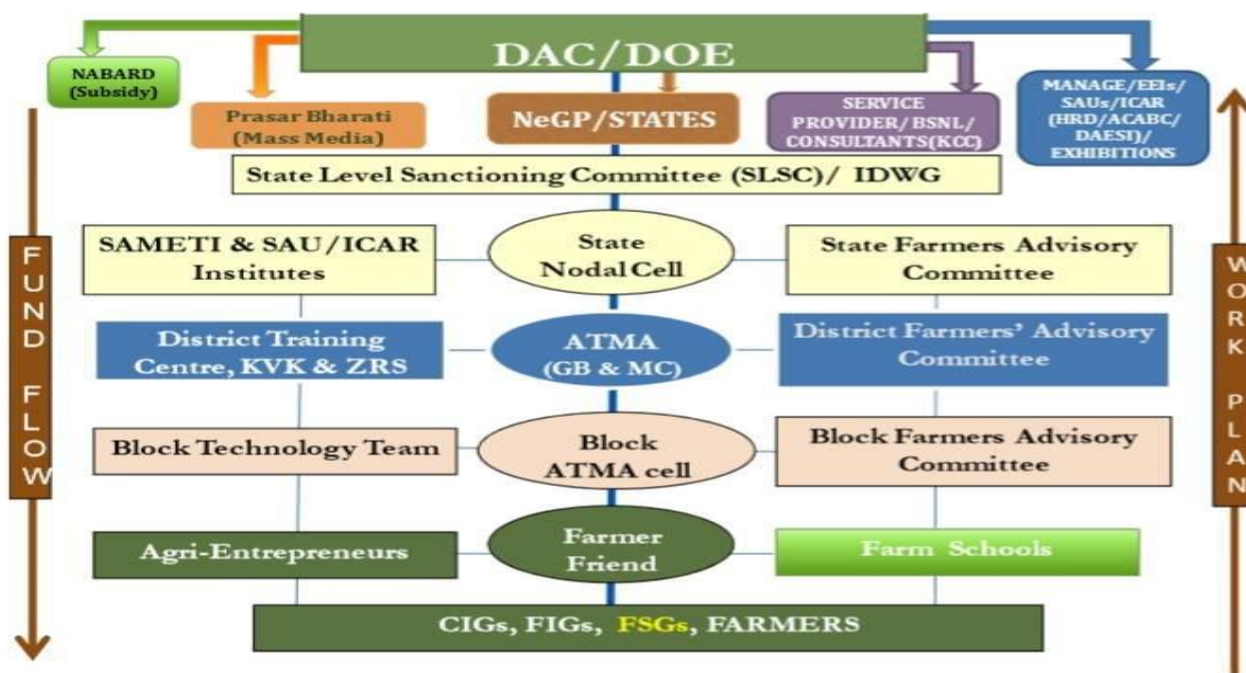 DAC/DOE
NABARD
(Subsidy)
Prasar Bharati
(Mass Media)
NeGP/STATES
SERVICE
PROVIDER/BSNL/
CONSULTANTS(KCC)
MANAGE/EEIs/
SAUs/ICAR
(HRD/ACABC/
DAESI)/
EXHIBITIONS
State Level Sanctioning Committee (SLSC)/ IDWG
SAMETI & SAU/ICAR
Institutes
State
Nodal Cell
State Farmers Advisory
Committee
District Training
Centre, KVK & ZRS
ATMA
(GB & MC)
District Farmers' Advisory
Committee
Block Technology Team
Block
ATMA cell
Block Farmers Advisory
Committee
Agri-Entrepreneurs
Farmer
Friend
Farm Schools
CIGs, FIGs, FSGs, FARMERS
FUND FLOW
WORK PLAN